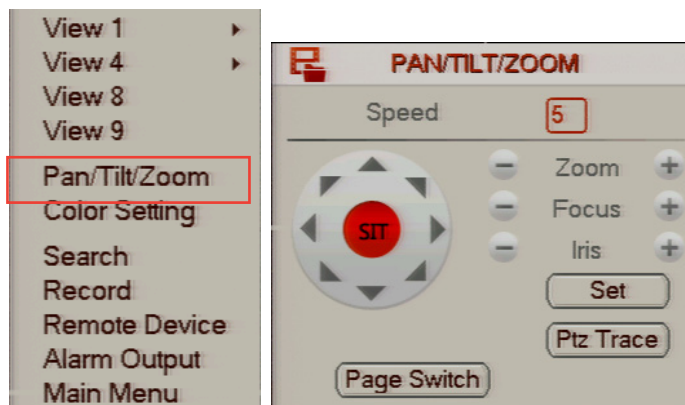 View 1
View 4
View 8
View 9
Pan/Tilt/Zoom
Color Setting
Search
Record
Remote Device
Alarm Output
Main Menu
PAN/TILT/ZOOM
Speed 5
Zoom
Focus
SIT
Iris
Set
Ptz Trace
Page Switch